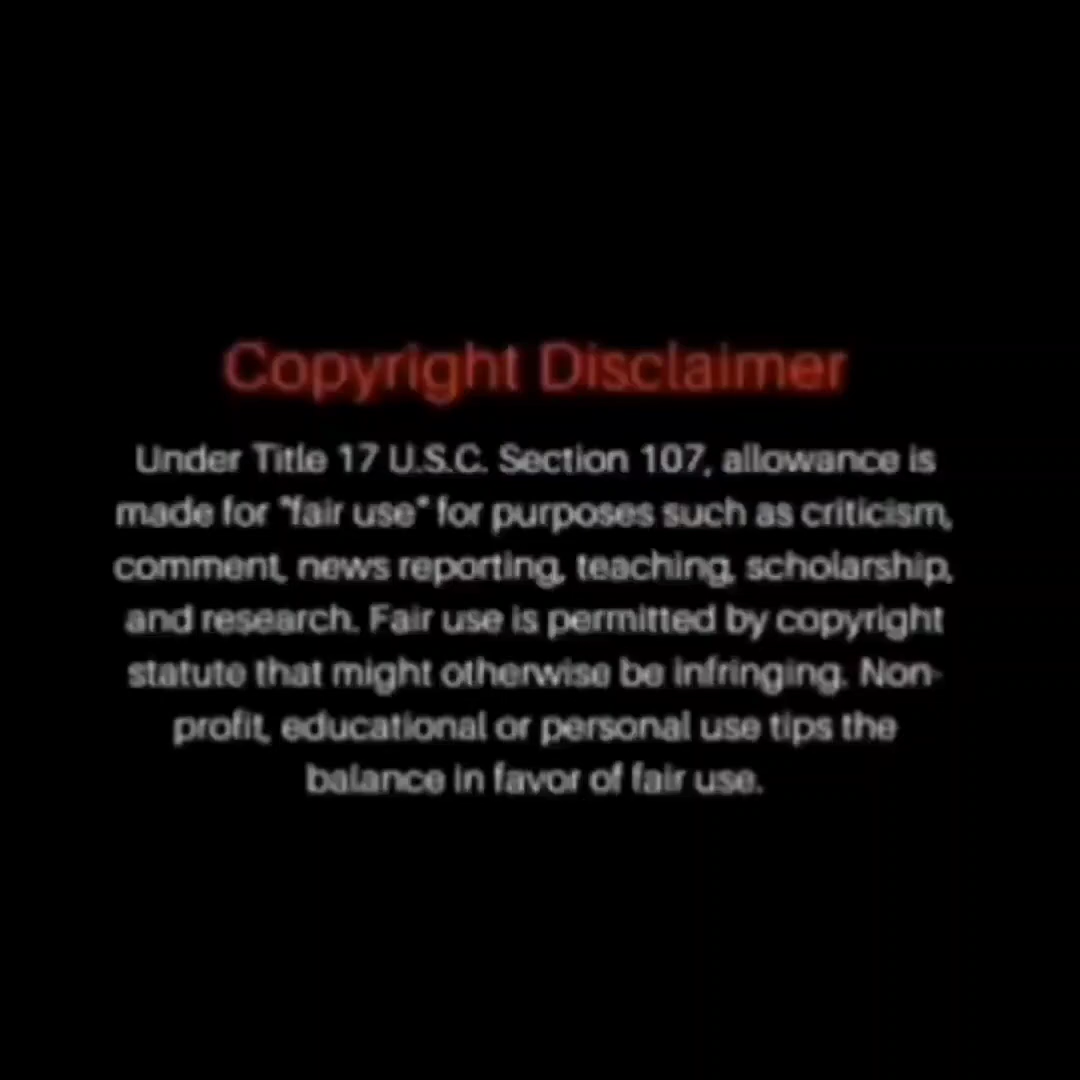 Copyright Disclaimer
Under Title 17 U.S.C. Section 107, allowance is
made for "fair use" for purposes such as criticism,
comment, news reporting, teaching, scholarship,
and research. Fair use is permitted by copyright
statute that might otherwise be infringing. Non-
profit, educational or personal use tips the
balance in favor of fair use.